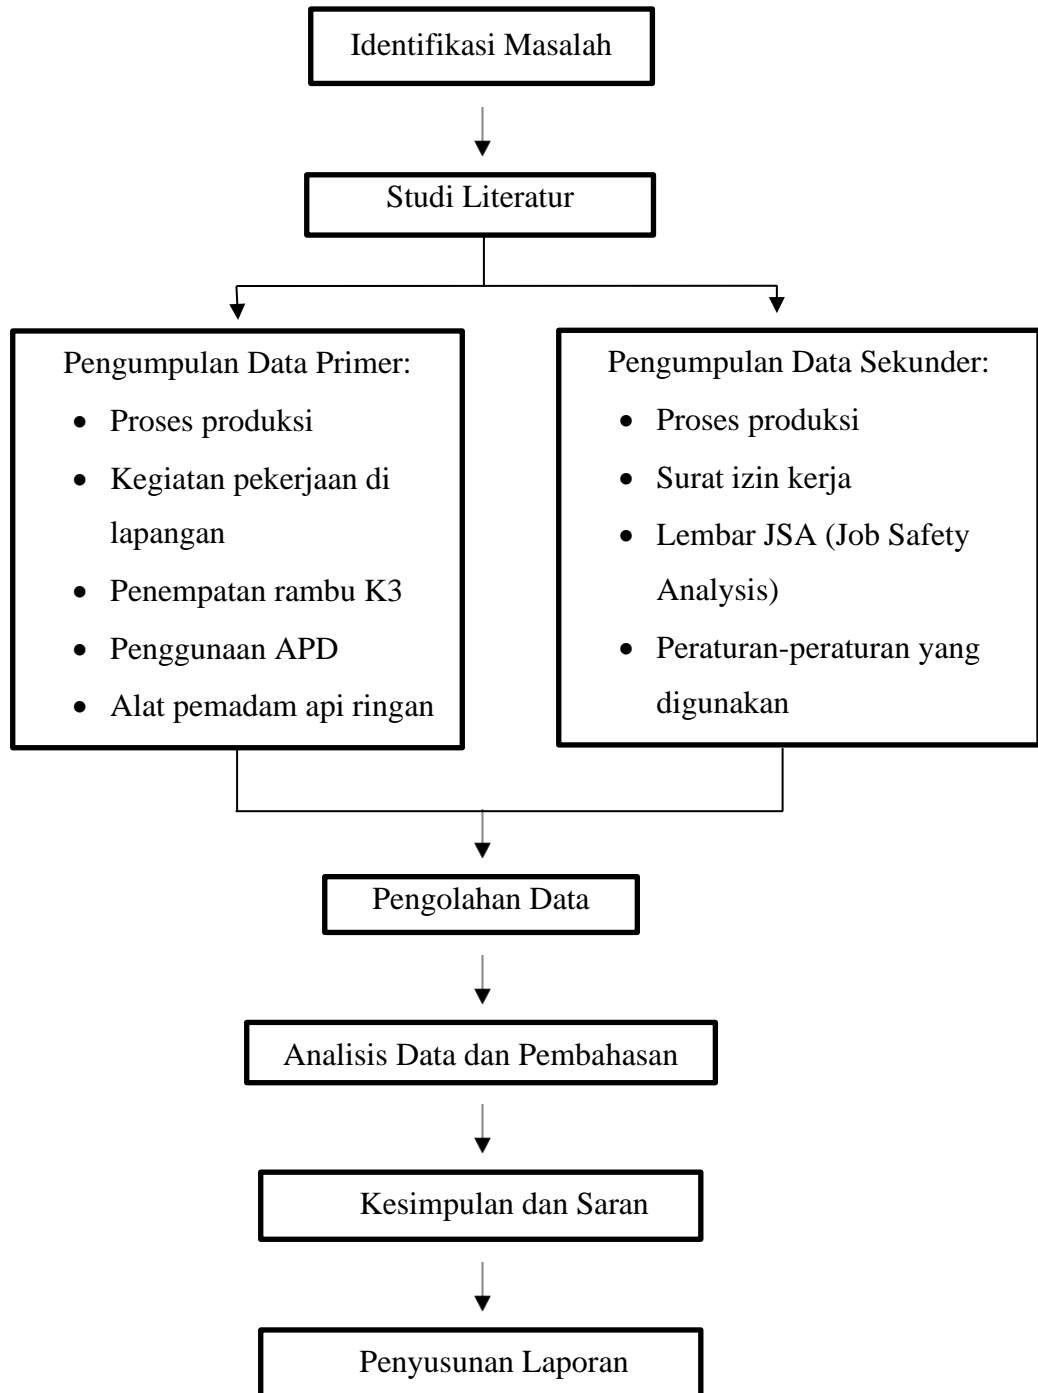 Identifikasi Masalah
Studi Literatur
Pengumpulan Data Primer:
• Proses produksi
• Kegiatan pekerjaan di
lapangan
• Penempatan rambu K3
• Penggunaan APD
• Alat pemadam api ringan
Pengumpulan Data Sekunder:
• Proses produksi
• Surat izin kerja
• Lembar JSA (Job Safety
Analysis)
• Peraturan-peraturan yang
digunakan
Pengolahan Data
Analisis Data dan Pembahasan
Kesimpulan dan Saran
Penyusunan Laporan